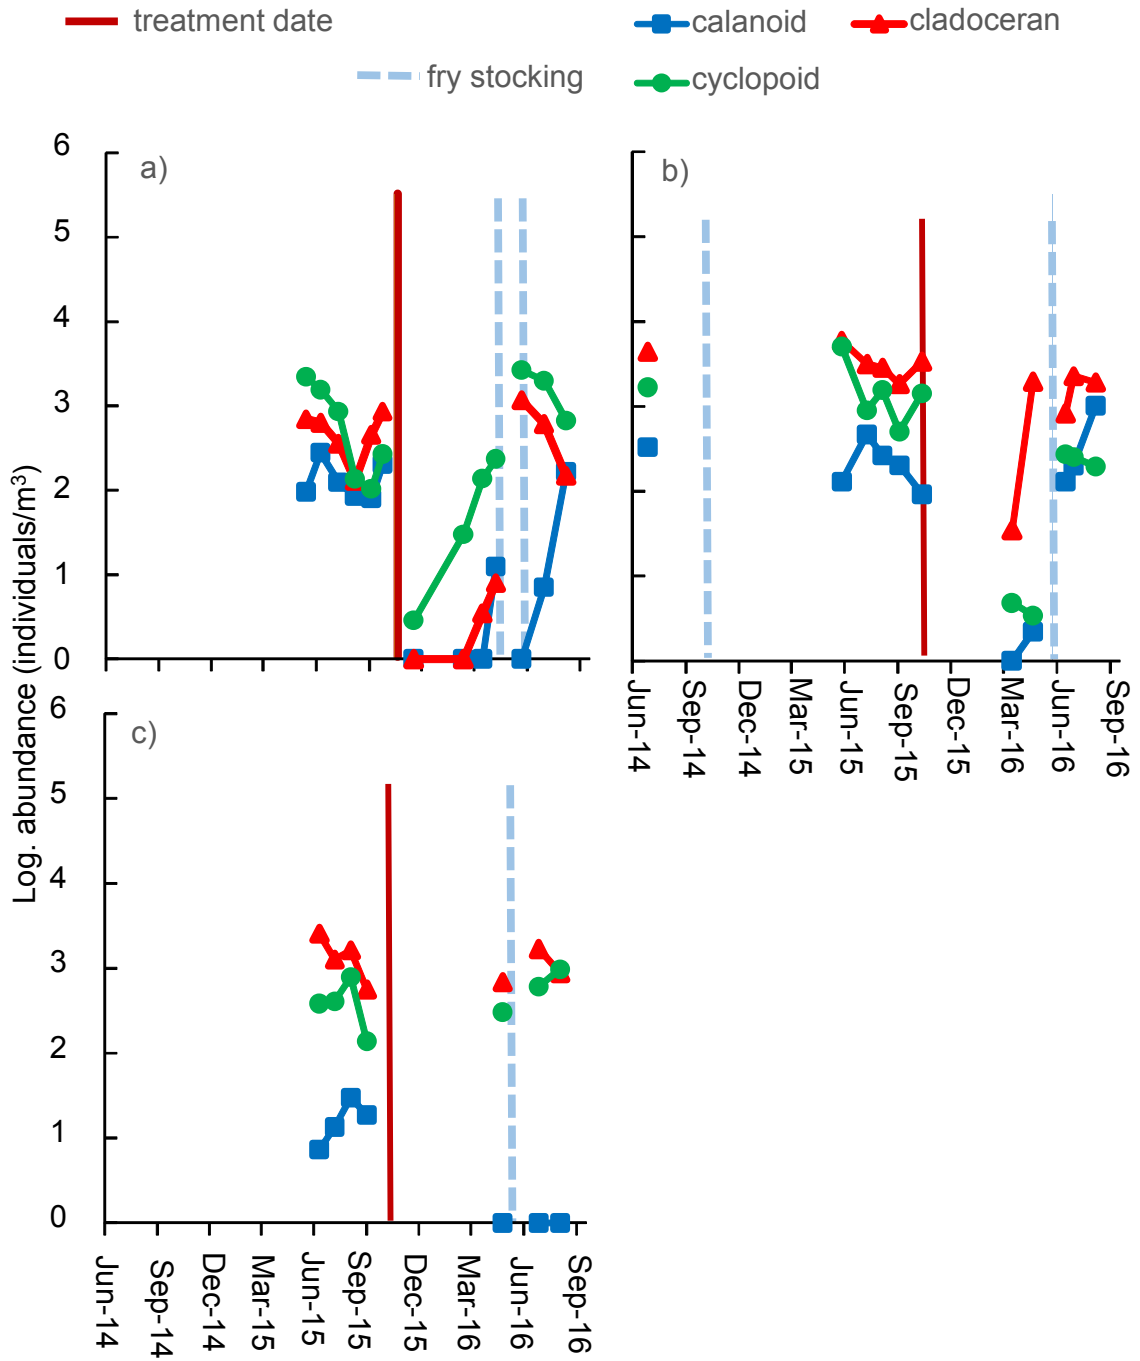 treatment date
calanoid
cladoceran
fry stocking
cyclopoid
Log. abundance (individuals/m³)
a)
6
5
4
3
2
1
0
b)
Jun-14
Sep-14
Dec-14
Mar-15
Jun-15
Sep-15
Dec-15
Mar-16
Jun-16
Sep-16
c)
6
5
4
3
2
1
0
Jun-14
Sep-14
Dec-14
Mar-15
Jun-15
Sep-15
Dec-15
Mar-16
Jun-16
Sep-16